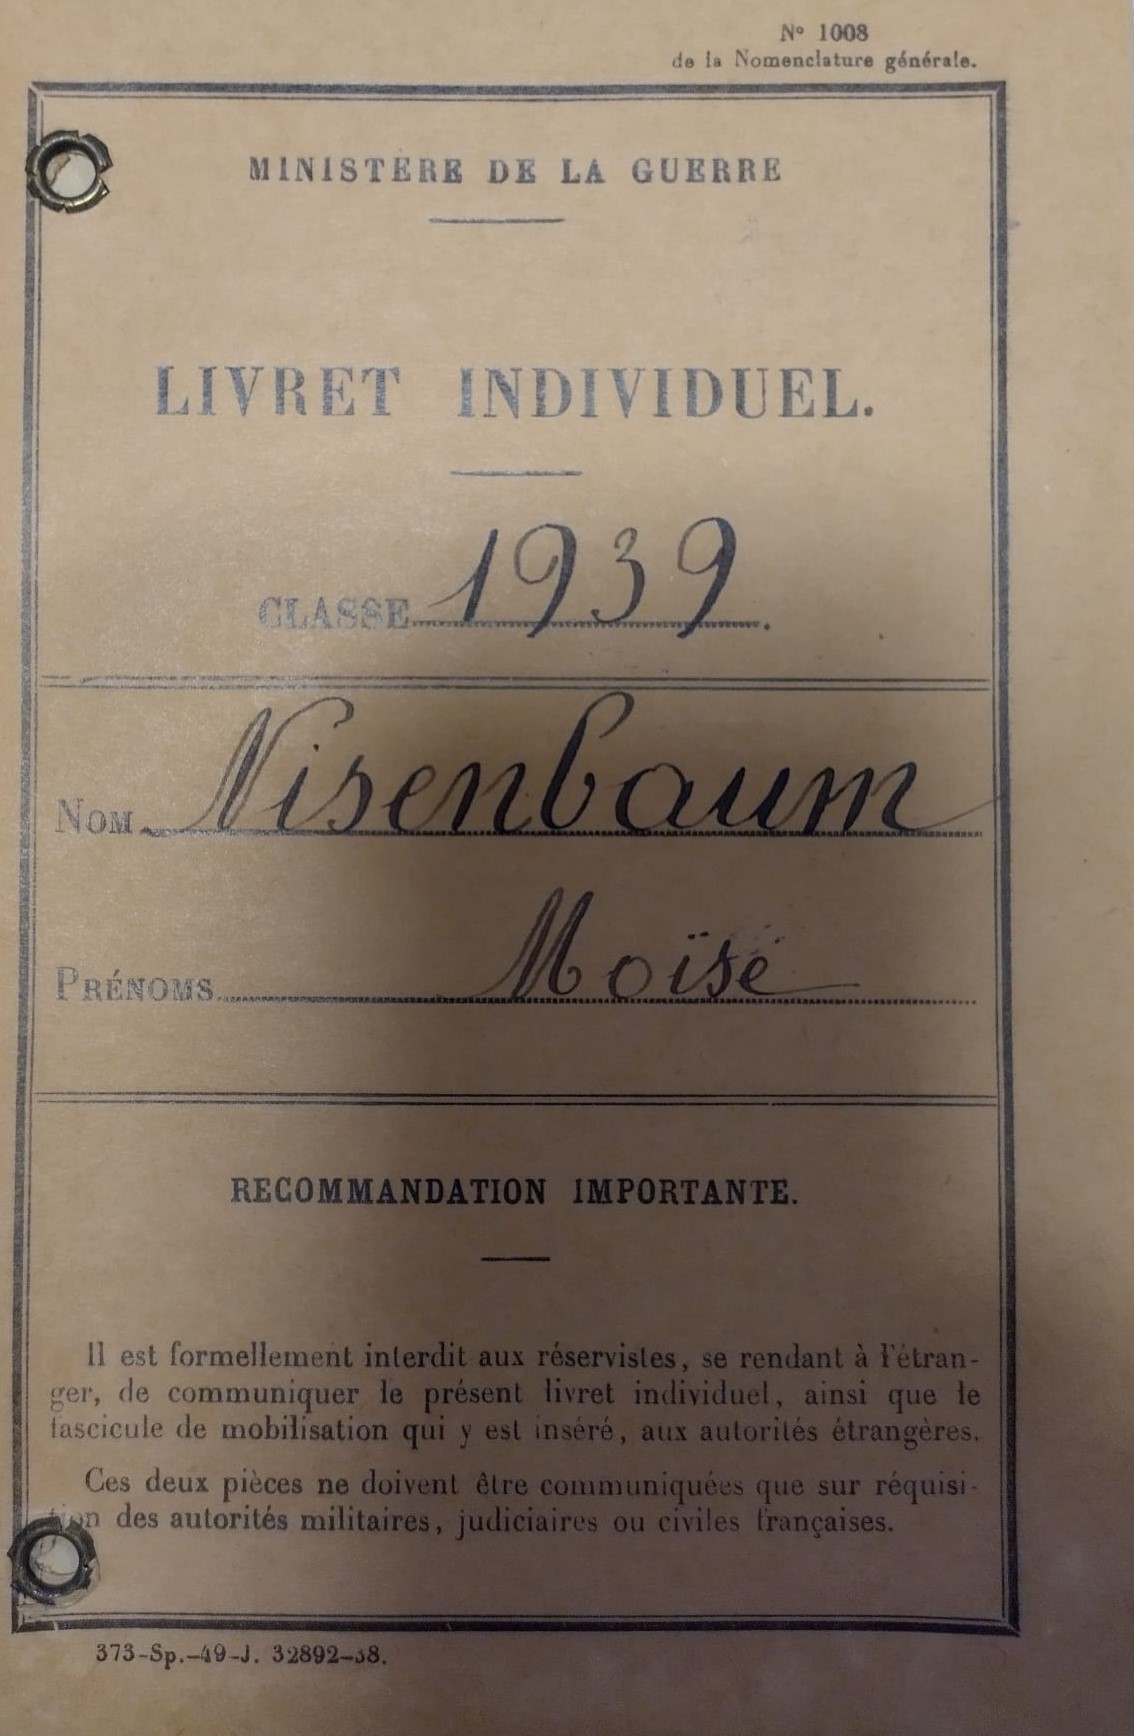 N° 1008
de la Nomenclature générale.
MINISTÈRE DE LA GUERRE
LIVRET INDIVIDUEL.
CLASSE 1939.
NOM Nisenbaum
PRÉNOMS Moïse
RECOMMANDATION IMPORTANTE.
Il est formellement interdit aux réservistes, se rendant à l'étran-
ger, de communiquer le présent livret individuel, ainsi que le
fascicule de mobilisation qui y est inséré, aux autorités étrangères.
Ces deux pièces ne doivent être communiquées que sur réquisi-
tion des autorités militaires, judiciaires ou civiles françaises.
373-Sp.-49-J. 32892-38.